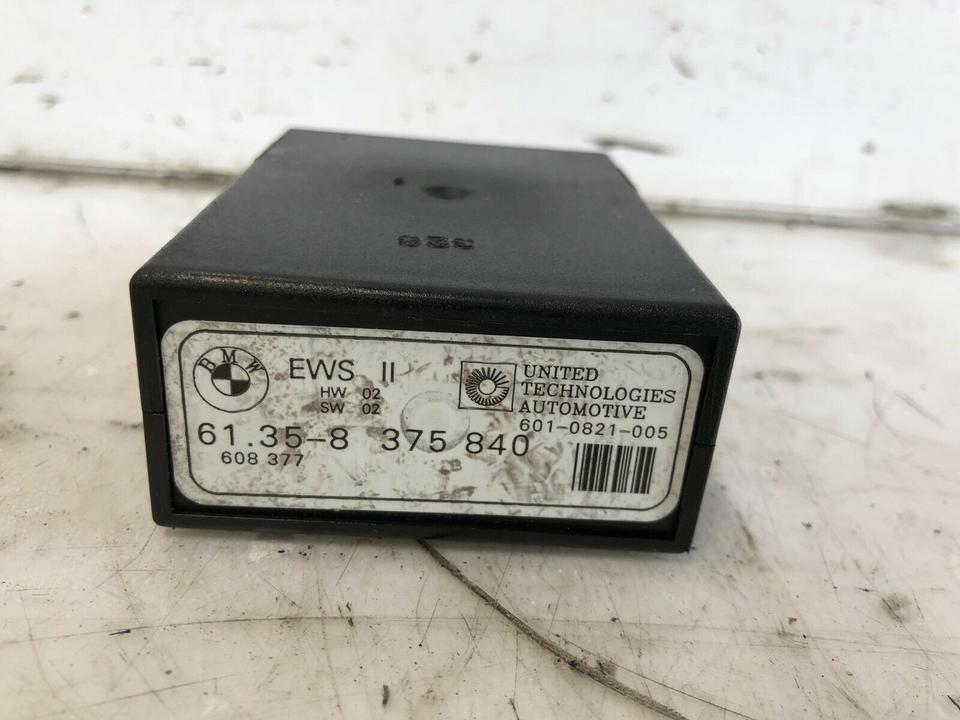 BMW
EWS II
HW 02
SW 02
UNITED
TECHNOLOGIES
AUTOMOTIVE
601-0821-005
61.35-8 375 840
608 377